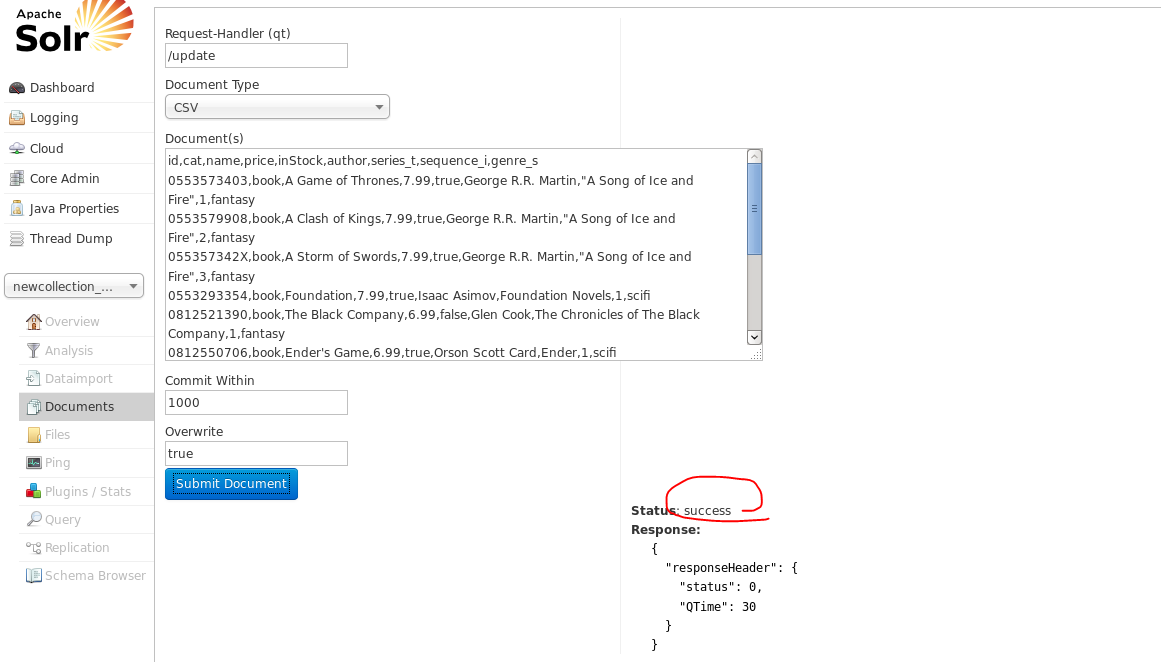 Apache
Solr
Dashboard
Logging
Cloud
Core Admin
Java Properties
Thread Dump
newcollection_...
Overview
Analysis
Dataimport
Documents
Files
Ping
Plugins / Stats
Query
Replication
Schema Browser
Request-Handler (qt)
/update
Document Type
CSV
Document(s)
id,cat,name,price,inStock,author,series_t,sequence_i,genre_s
0553573403,book,A Game of Thrones,7.99,true,George R.R. Martin,"A Song of Ice and
Fire",1,fantasy
0553579908,book,A Clash of Kings,7.99,true,George R.R. Martin,"A Song of Ice and
Fire",2,fantasy
055357342X,book,A Storm of Swords,7.99,true,George R.R. Martin,"A Song of Ice and
Fire",3,fantasy
0553293354,book,Foundation,7.99,true,Isaac Asimov,Foundation Novels,1,scifi
0812521390,book,The Black Company,6.99,false,Glen Cook,The Chronicles of The Black
Company,1,fantasy
0812550706,book,Ender's Game,6.99,true,Orson Scott Card,Ender,1,scifi
Commit Within
1000
Overwrite
true
Submit Document
Status: success
Response:
{
"responseHeader": {
"status": 0,
"QTime": 30
}
}